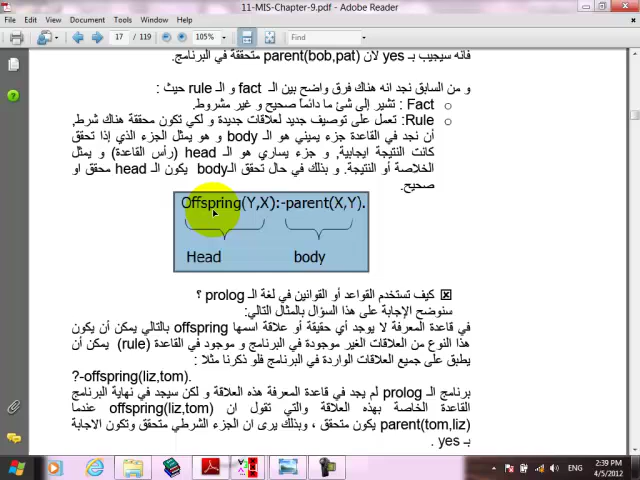 11-MIS-Chapter-9.pdf - Adobe Reader
File Edit View Document Tools Window Help
17 / 119 105% Find
فانه سيجيب بـ yes لان parent(bob,pat) متحققة في البرنامج.
و من السابق نجد انه هناك فرق واضح بين الـ fact و الـ rule حيث :
o Fact : تشير إلى شئ ما دائماً صحيح و غير مشروط.
o Rule: تعمل على توصيف جديد لعلاقات جديدة و لكي تكون محققة هناك شرط,
أن نجد في القاعدة جزء يميني هو الـ body و هو يمثل الجزء الذي إذا تحقق
كانت النتيجة ايجابية, و جزء يساري هو الـ head (رأس القاعدة) و يمثل
الخلاصة أو النتيجة. و بذلك في حال تحقق الـbody يكون الـ head محقق او
صحيح.
Offspring(Y,X):-parent(X,Y).
Head body
كيف تستخدم القواعد أو القوانين في لغة الـ prolog ؟
سنوضح الإجابة على هذا السؤال بالمثال التالي:
في قاعدة المعرفة لا يوجد أي حقيقة أو علاقة اسمها offspring بالتالي يمكن أن يكون
هذا النوع من العلاقات الغير موجودة في البرنامج و موجود في القاعدة (rule) يمكن أن
يطبق على جميع العلاقات الواردة في البرنامج فلو ذكرنا مثلا :
?-offspring(liz,tom).
برنامج الـ prolog لم يجد في قاعدة المعرفة هذه العلاقة و لكن سيجد في نهاية البرنامج
القاعدة الخاصة بهذه العلاقة والتي تقول ان offspring(liz,tom) عندما
parent(tom,liz) يكون متحقق , وبذلك يرى ان الجزء الشرطي متحقق وتكون الاجابة
بـ yes .
ENG 2:39 PM
4/5/2012